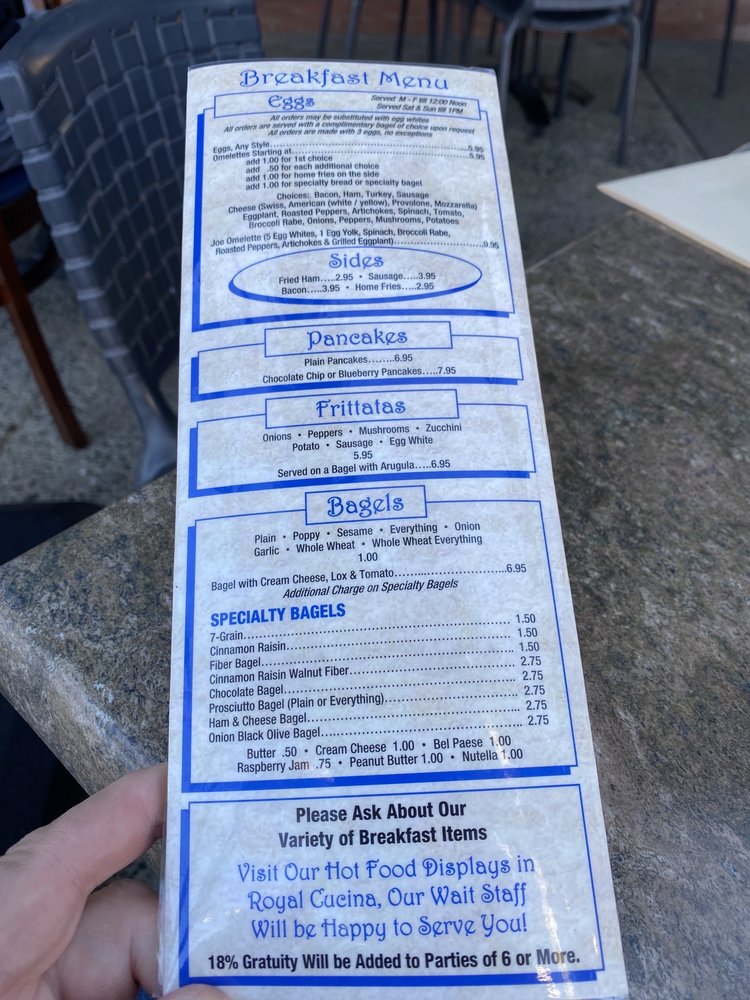 Breakfast Menu
Eggs
Served M - F till 12:00 Noon
Served Sat & Sun till 1PM
All orders may be substituted with egg whites
All orders are served with a complimentary bagel of choice upon request
All orders are made with 3 eggs, no exceptions
Eggs, Any Style.................................................5.95
Omelettes Starting at.........................................5.95
add 1.00 for 1st choice
add .50 for each additional choice
add 1.00 for home fries on the side
add 1.00 for specialty bread or specialty bagel
Choices: Bacon, Ham, Turkey, Sausage
Cheese (Swiss, American (white / yellow), Provolone, Mozzarella)
Eggplant, Roasted Peppers, Artichokes, Spinach, Tomato,
Broccoli Rabe, Onions, Peppers, Mushrooms, Potatoes
Joe Omelette (5 Egg Whites, 1 Egg Yolk, Spinach, Broccoli Rabe,
Roasted Peppers, Artichokes & Grilled Eggplant)........................9.95
Sides
Fried Ham.....2.95 • Sausage.....3.95
Bacon.....3.95 • Home Fries.....2.95
Pancakes
Plain Pancakes........6.95
Chocolate Chip or Blueberry Pancakes.....7.95
Frittatas
Onions • Peppers • Mushrooms • Zucchini
Potato • Sausage • Egg White
5.95
Served on a Bagel with Arugula.....6.95
Bagels
Plain • Poppy • Sesame • Everything • Onion
Garlic • Whole Wheat • Whole Wheat Everything
1.00
Bagel with Cream Cheese, Lox & Tomato................................6.95
Additional Charge on Specialty Bagels
SPECIALTY BAGELS
7-Grain.................................................................. 1.50
Cinnamon Raisin...................................................... 1.50
Fiber Bagel............................................................. 1.50
Cinnamon Raisin Walnut Fiber.................................... 2.75
Chocolate Bagel....................................................... 2.75
Prosciutto Bagel (Plain or Everything)......................... 2.75
Ham & Cheese Bagel................................................ 2.75
Onion Black Olive Bagel............................................ 2.75
Butter .50 • Cream Cheese 1.00 • Bel Paese 1.00
Raspberry Jam .75 • Peanut Butter 1.00 • Nutella 1.00
Please Ask About Our
Variety of Breakfast Items
Visit Our Hot Food Displays in
Royal Cucina, Our Wait Staff
Will be Happy to Serve You!
18% Gratuity Will be Added to Parties of 6 or More.